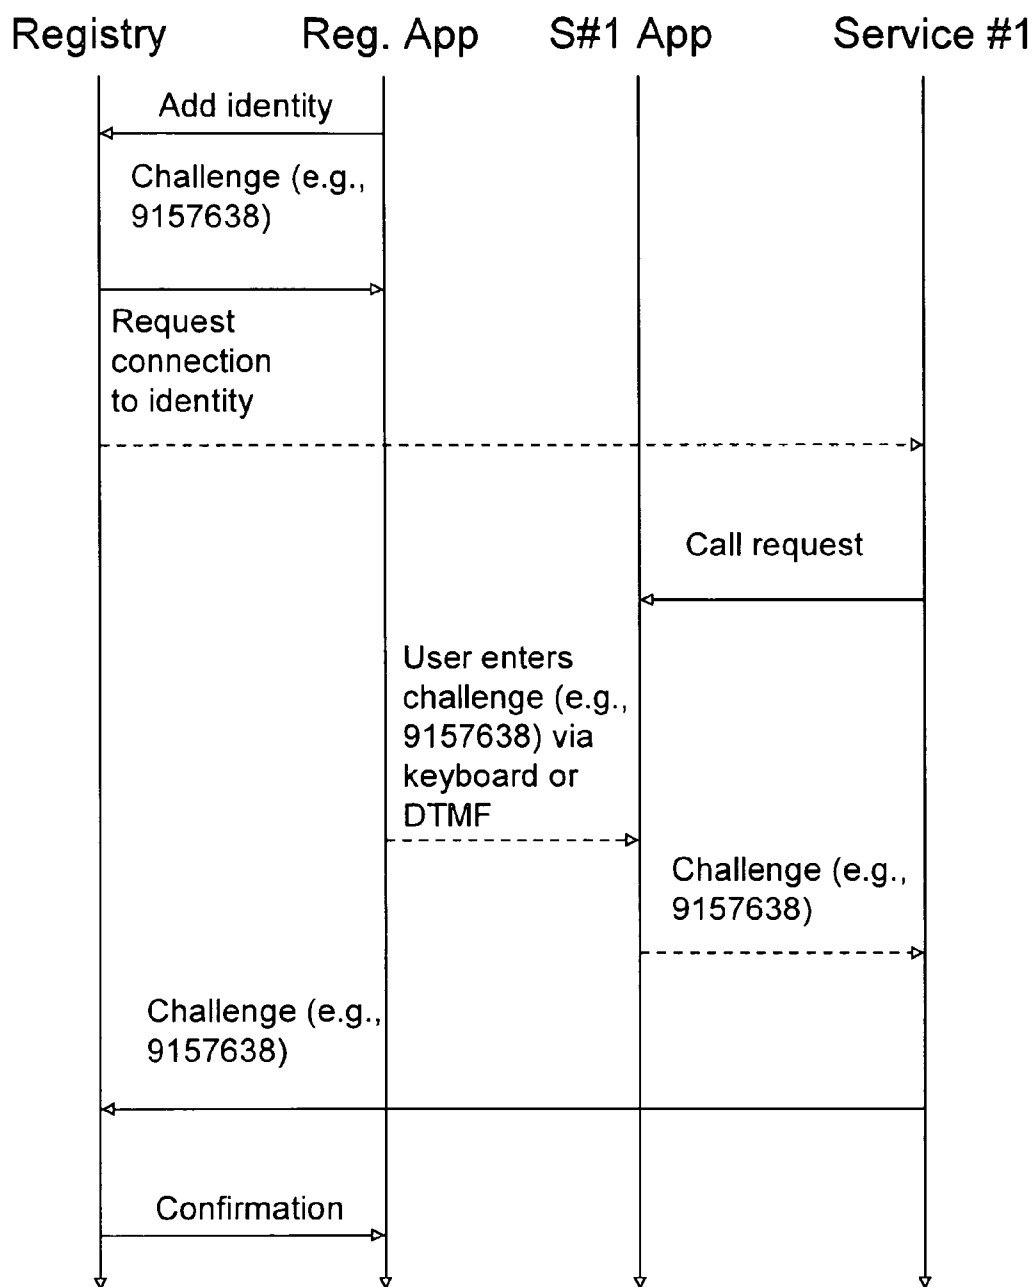 Registry Reg. App S#1 App Service #1
Add identity
Challenge (e.g.,
9157638)
Request
connection
to identity
Call request
User enters
challenge (e.g.,
9157638) via
keyboard or
DTMF
Challenge (e.g.,
9157638)
Challenge (e.g.,
9157638)
Confirmation